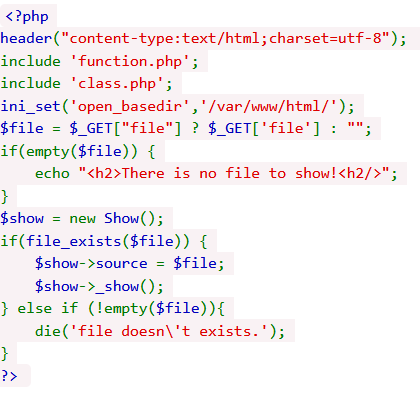 <?php
header("content-type:text/html;charset=utf-8");
include 'function.php';
include 'class.php';
ini_set('open_basedir','/var/www/html/');
$file = $_GET["file"] ? $_GET['file'] : "";
if(empty($file)) {
    echo "<h2>There is no file to show!<h2/>";
}
$show = new Show();
if(file_exists($file)) {
    $show->source = $file;
    $show->_show();
} else if (!empty($file)){
    die('file doesn\'t exists.');
}
?>